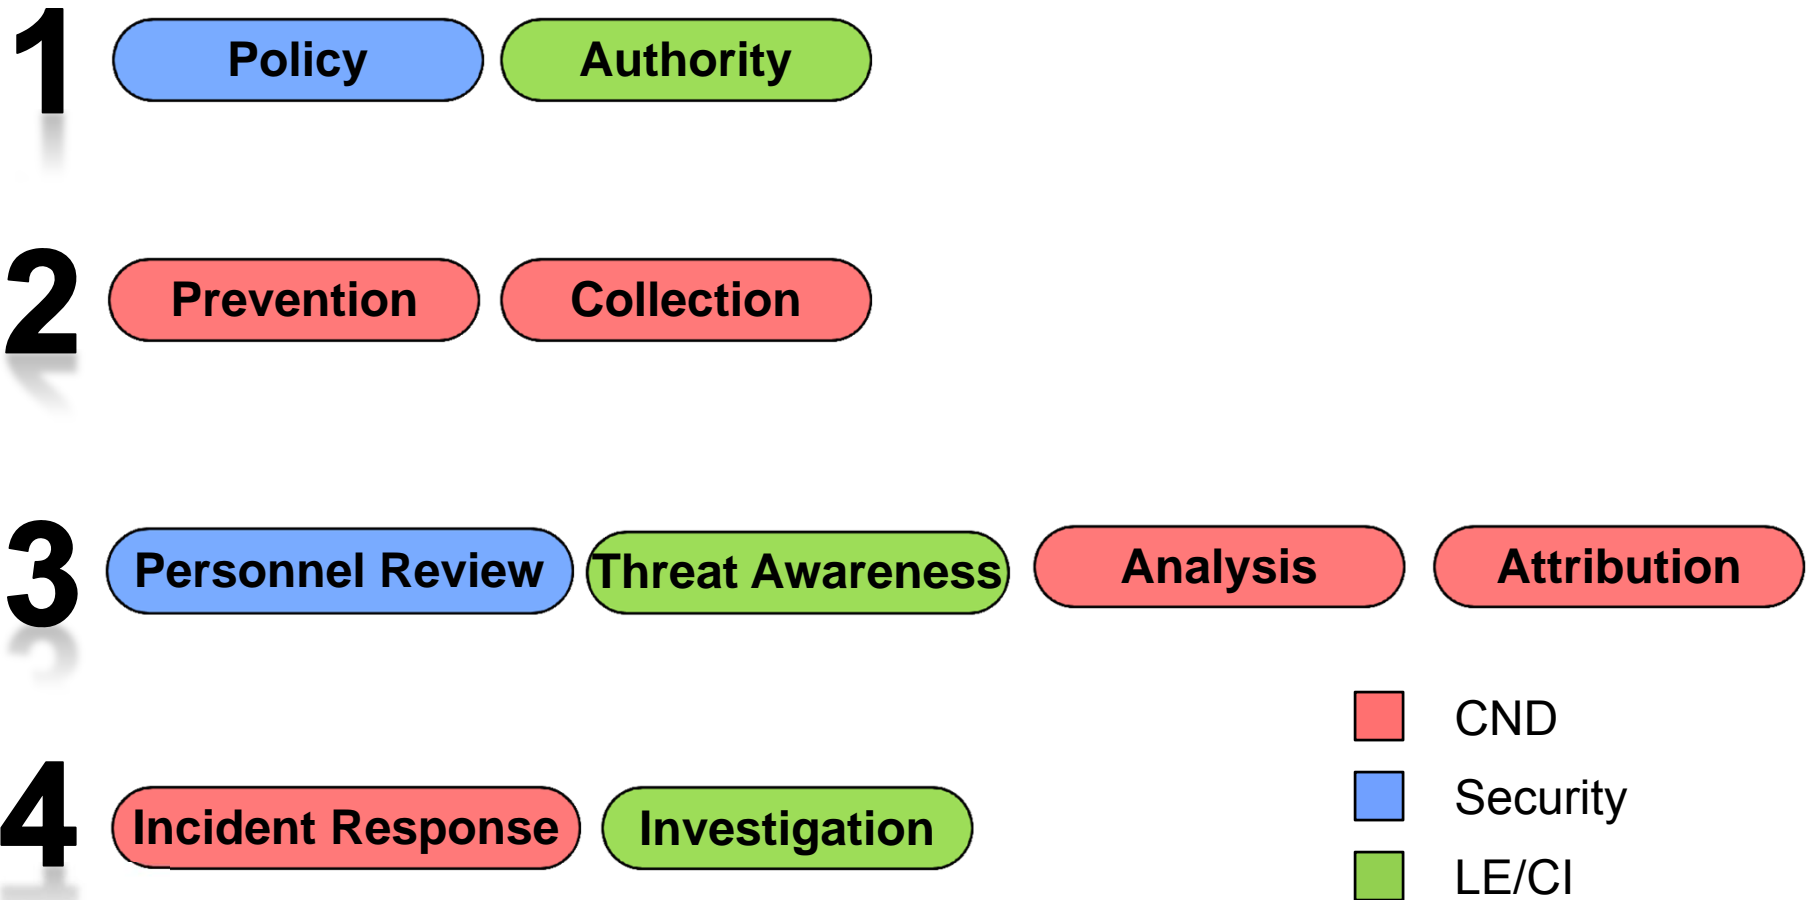 1 Policy Authority
2 Prevention Collection
3 Personnel Review Threat Awareness Analysis Attribution
CND
Security
4 Incident Response Investigation
LE/CI